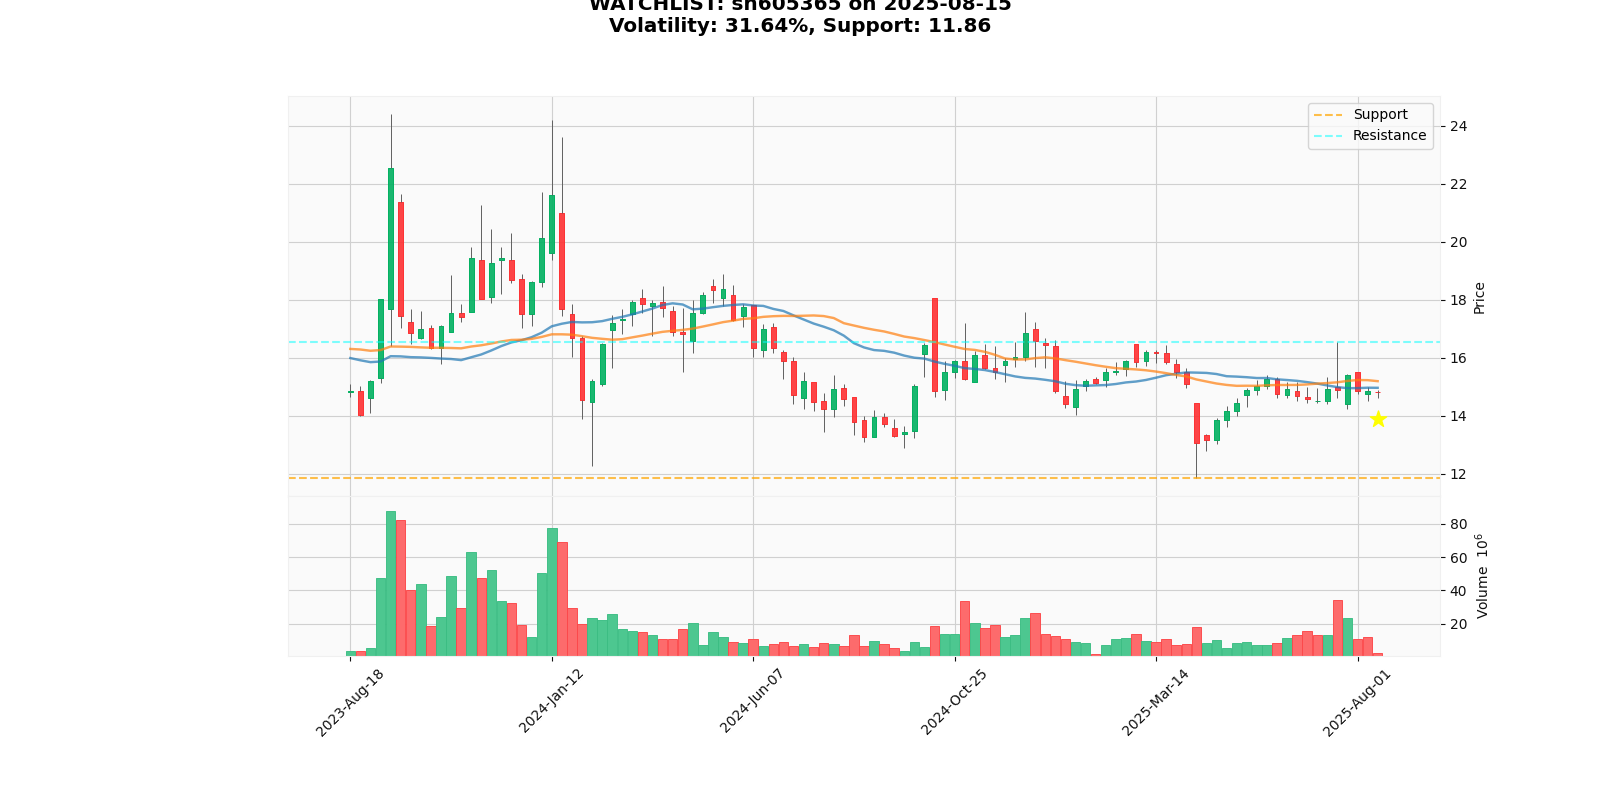 WATCHLIST: sh605365 on 2025-08-15
Volatility: 31.64%, Support: 11.86
Support
Resistance
24
22
20
18
16
14
12
Price
80
60
40
20
Volume 10⁶
2023-Aug-18
2024-Jan-12
2024-Jun-07
2024-Oct-25
2025-Mar-14
2025-Aug-01